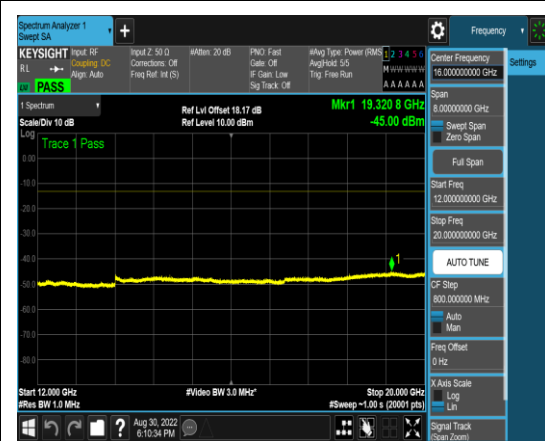 Spectrum Analyzer 1
Swept SA
+
Frequency
KEYSIGHT
Input: RF
Input Z: 50 Ω
#Atten: 20 dB
PNO: Fast
#Avg Type: Power (RMS
1 2 3 4 5 6
RL
Coupling: DC
Corrections: Off
Gate: Off
Avg|Hold: 5/5
M W W W W W
Align: Auto
Freq Ref: Int (S)
IF Gain: Low
Trig: Free Run
PASS
Sig Track: Off
A A A A A A
1 Spectrum
Ref Lvl Offset 18.17 dB
Mkr1 19.320 8 GHz
Scale/Div 10 dB
Ref Level 10.00 dBm
-45.00 dBm
Log
Trace 1 Pass
0.00
-10.0
-20.0
-30.0
-40.0
-50.0
-60.0
-70.0
-80.0
1
Start 12.000 GHz
#Video BW 3.0 MHz*
Stop 20.000 GHz
#Res BW 1.0 MHz
#Sweep ~1.00 s (20001 pts)
Aug 30, 2022
6:10:34 PM
Center Frequency
16.000000000 GHz
Settings
Span
8.00000000 GHz
Swept Span
Zero Span
Full Span
Start Freq
12.000000000 GHz
Stop Freq
20.000000000 GHz
AUTO TUNE
CF Step
800.000000 MHz
Auto
Man
Freq Offset
0 Hz
X Axis Scale
Log
Lin
Signal Track
(Span Zoom)